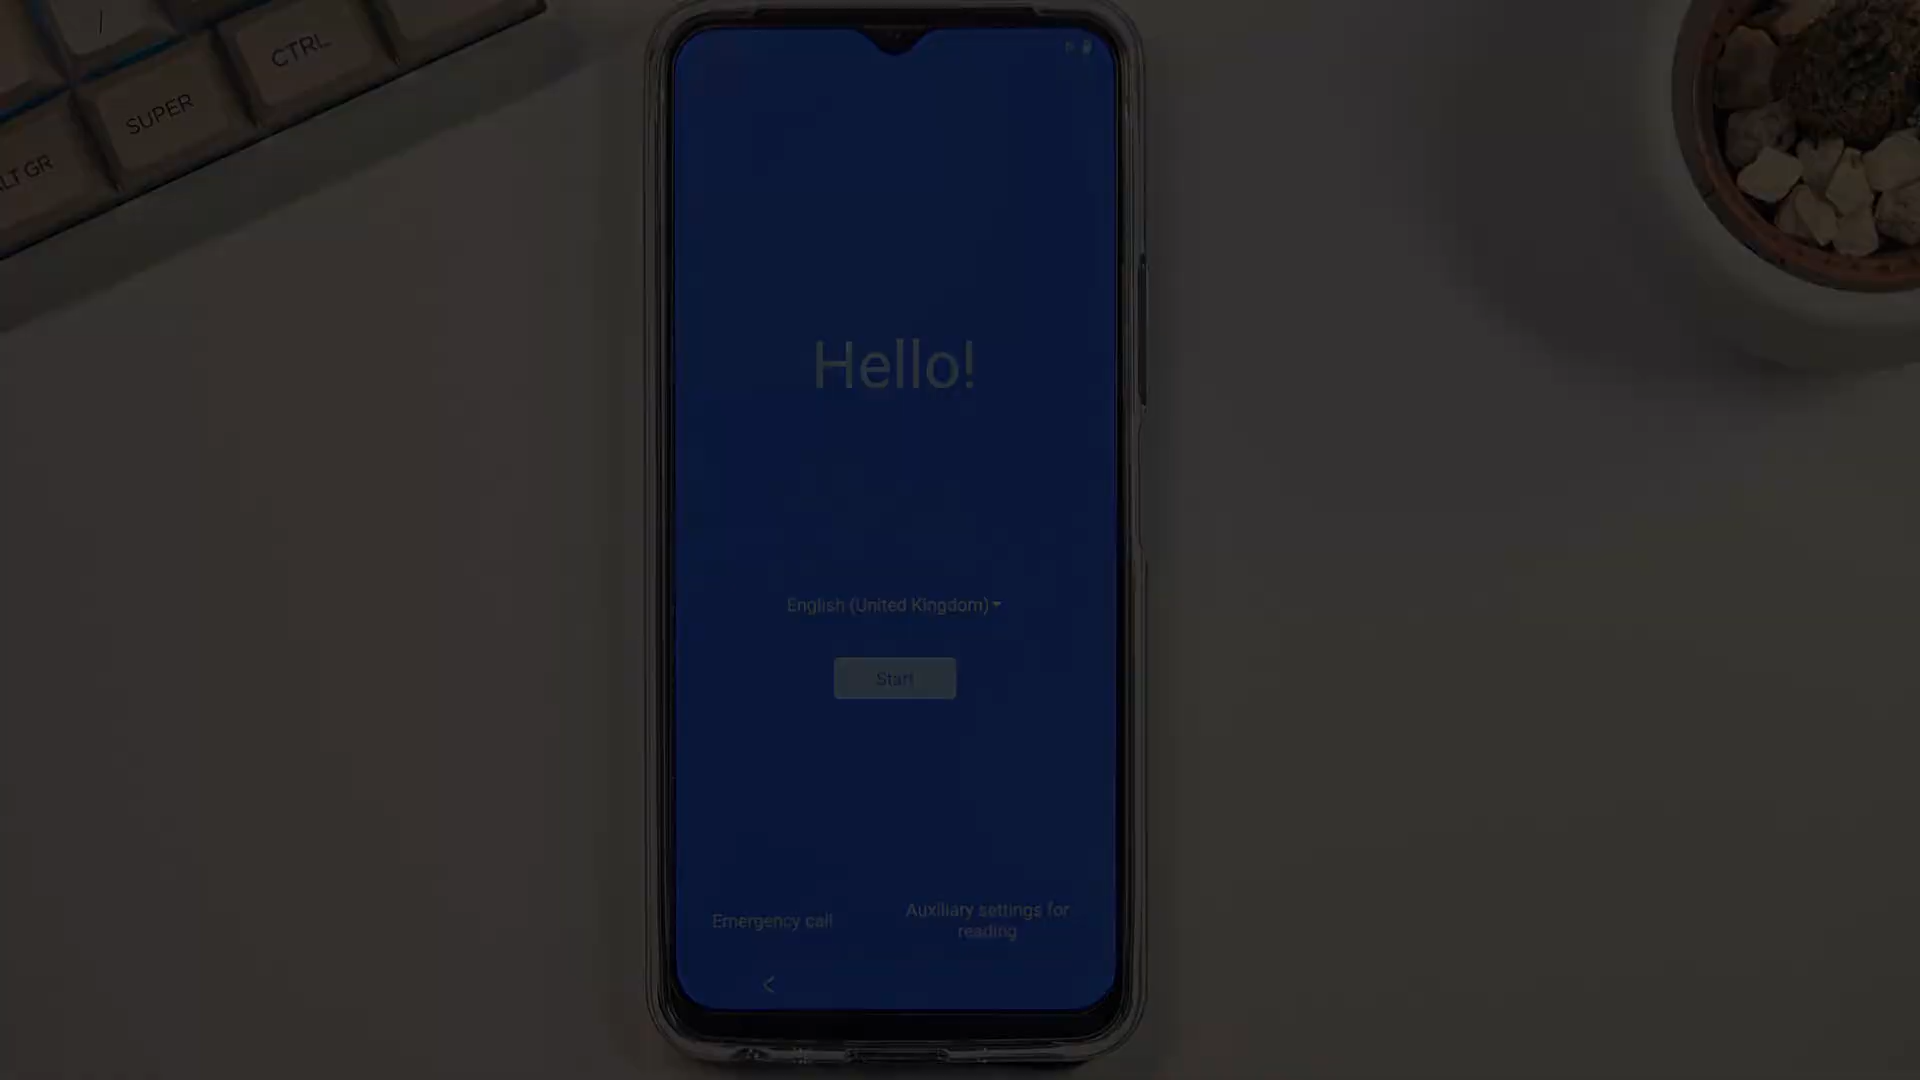 /
CTRL
SUPER
ALT GR
Hello!
English (United Kingdom)
Start
Emergency call
Auxiliary settings for
reading